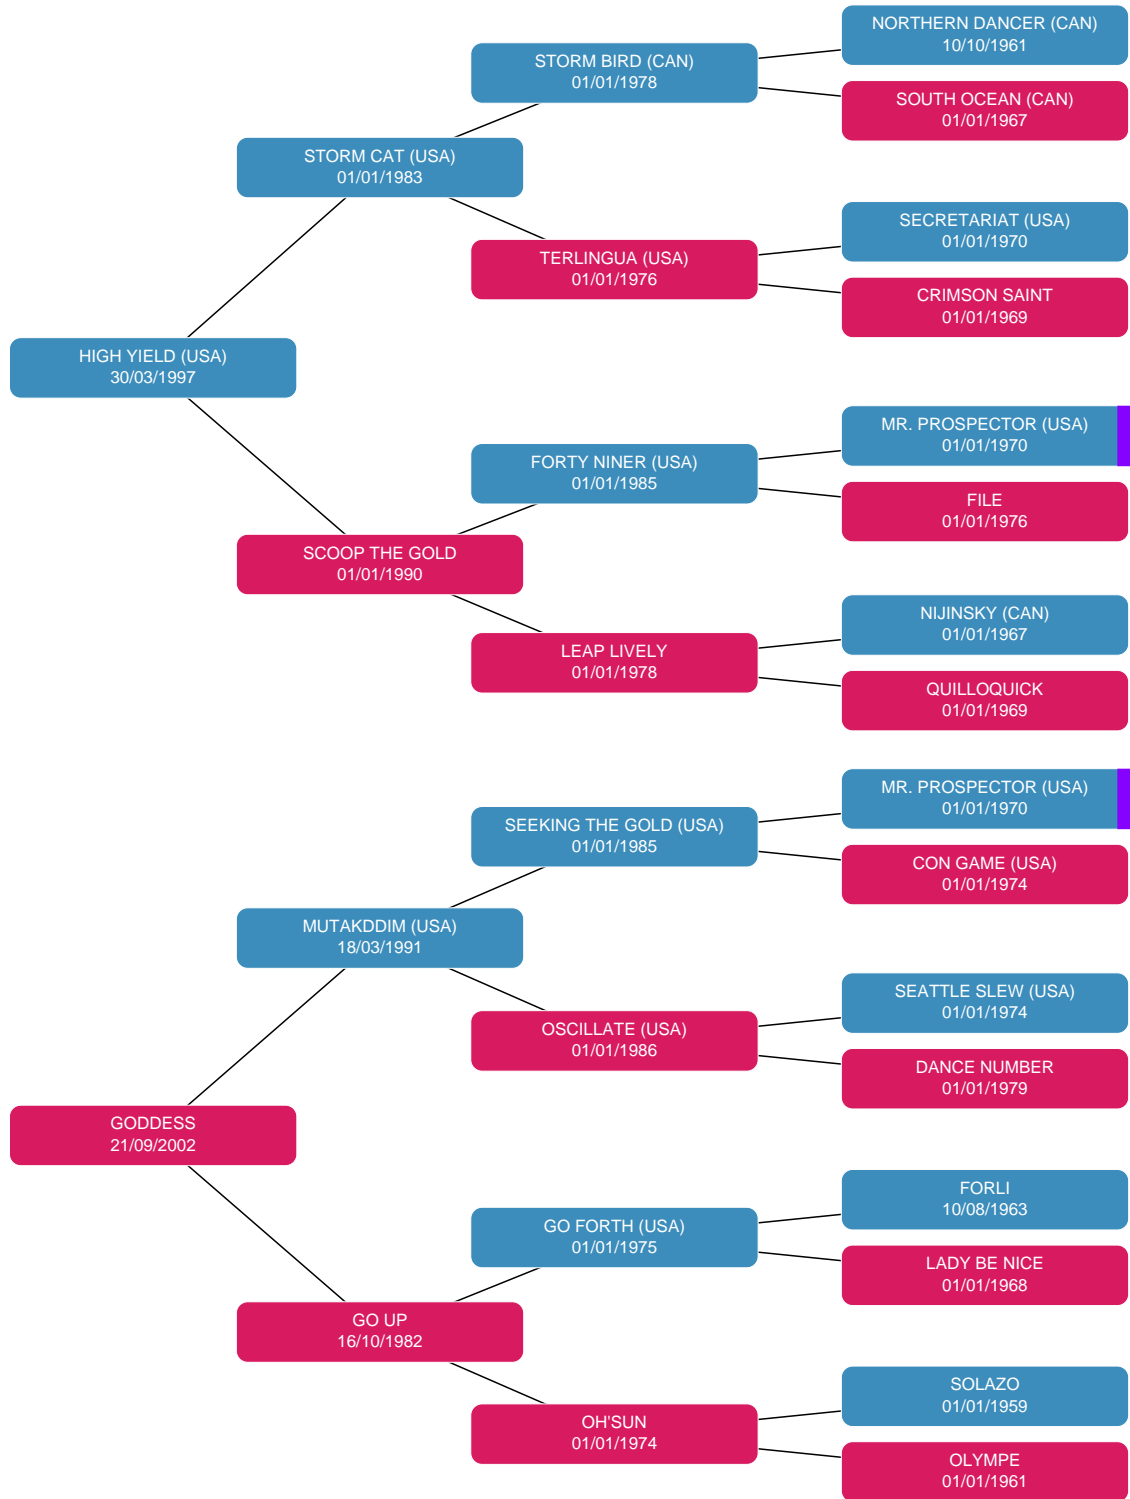 NORTHERN DANCER (CAN)
10/10/1961
STORM BIRD (CAN)
01/01/1978
SOUTH OCEAN (CAN)
01/01/1967
STORM CAT (USA)
01/01/1983
SECRETARIAT (USA)
01/01/1970
TERLINGUA (USA)
01/01/1976
CRIMSON SAINT
01/01/1969
HIGH YIELD (USA)
30/03/1997
MR. PROSPECTOR (USA)
01/01/1970
FORTY NINER (USA)
01/01/1985
FILE
01/01/1976
SCOOP THE GOLD
01/01/1990
NIJINSKY (CAN)
01/01/1967
LEAP LIVELY
01/01/1978
QUILLOQUICK
01/01/1969
MR. PROSPECTOR (USA)
01/01/1970
SEEKING THE GOLD (USA)
01/01/1985
CON GAME (USA)
01/01/1974
MUTAKDDIM (USA)
18/03/1991
SEATTLE SLEW (USA)
01/01/1974
OSCILLATE (USA)
01/01/1986
DANCE NUMBER
01/01/1979
GODDESS
21/09/2002
FORLI
10/08/1963
GO FORTH (USA)
01/01/1975
LADY BE NICE
01/01/1968
GO UP
16/10/1982
SOLAZO
01/01/1959
OH'SUN
01/01/1974
OLYMPE
01/01/1961